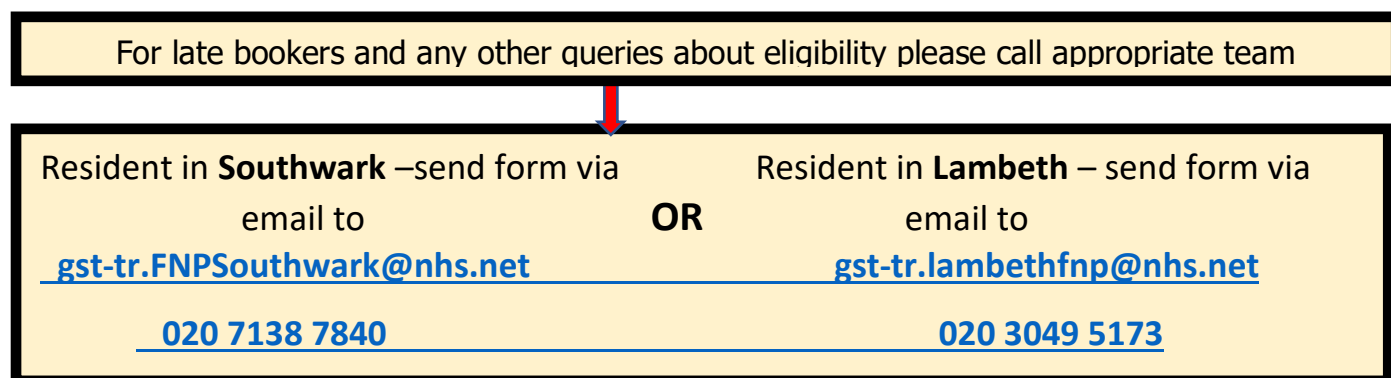 For late bookers and any other queries about eligibility please call appropriate team
Resident in Southwark –send form via Resident in Lambeth – send form via
email to OR email to
gst-tr.FNPSouthwark@nhs.net gst-tr.lambethfnp@nhs.net
020 7138 7840 020 3049 5173